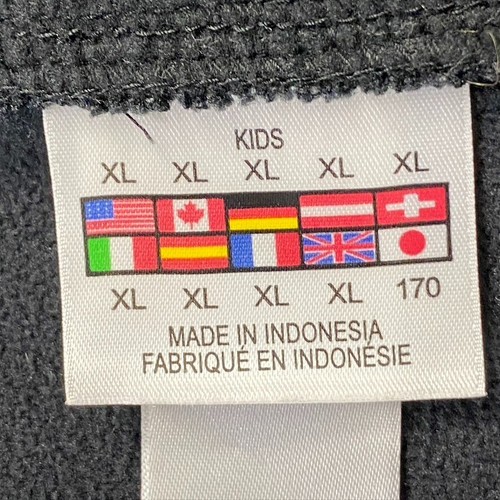 KIDS
XL XL XL XL XL
XL XL XL XL 170
MADE IN INDONESIA
FABRIQUÉ EN INDONÉSIE